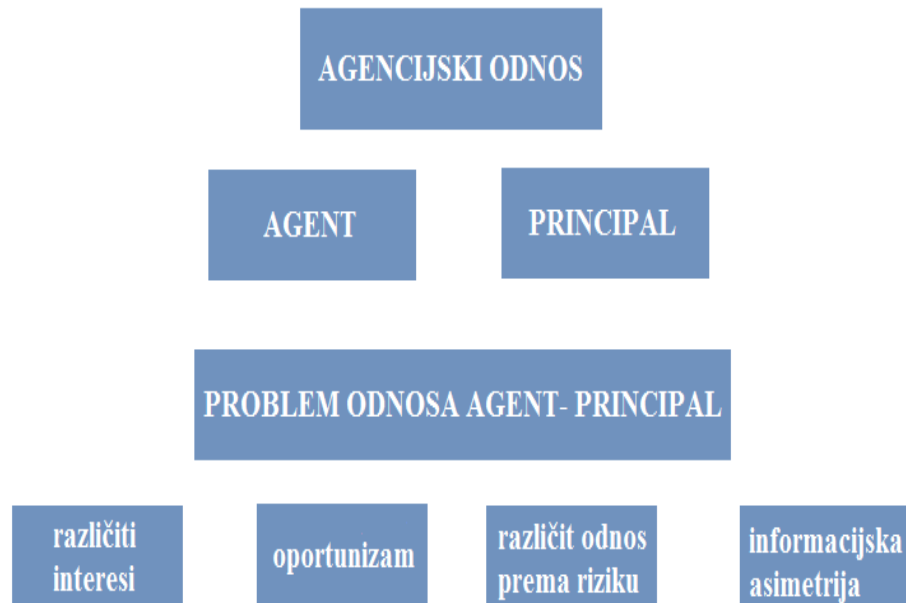 AGENCIJSKI ODNOS
AGENT
PRINCIPAL
PROBLEM ODNOSA AGENT- PRINCIPAL
različiti
interesi
oportunizam
različit odnos
prema riziku
informacijska
asimetrija